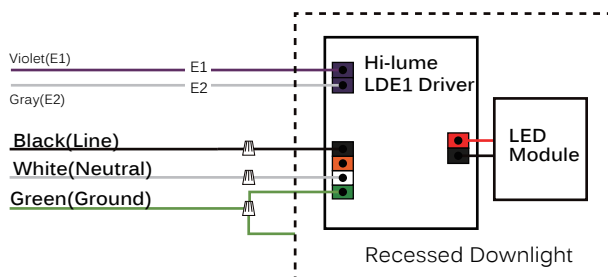 Violet(E1)
E1
E2
Gray(E2)
Black(Line)
White(Neutral)
Green(Ground)
Hi-lume
LDE1 Driver
LED
Module
Recessed Downlight